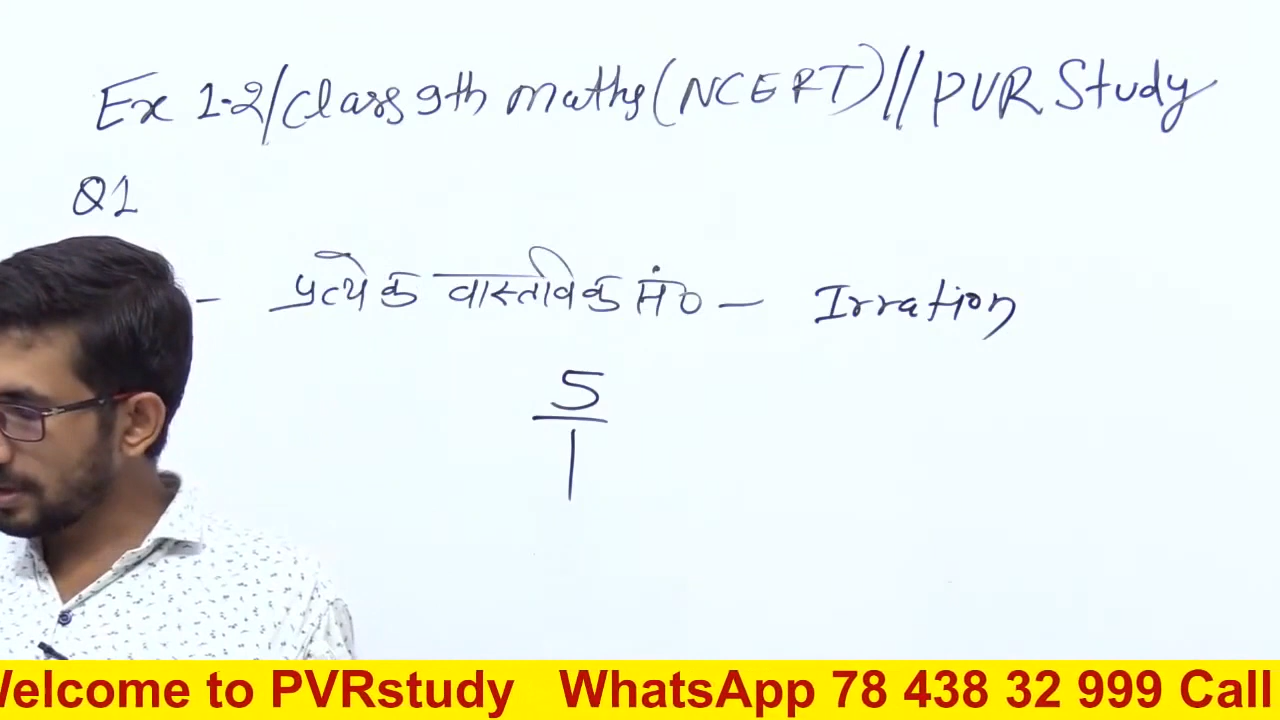 Ex 1.2/Class 9th maths (NCERT)//PVR Study
Q1
- प्रत्येक वास्तविक सं० - Irration
5
1
Welcome to PVRstudy WhatsApp 78 438 32 999 Call